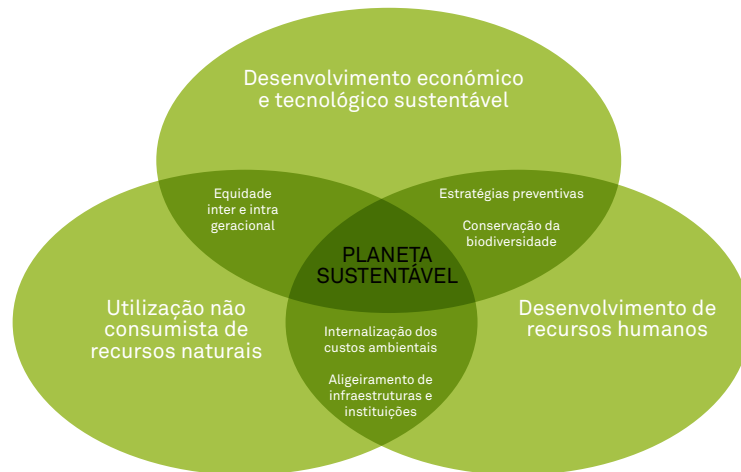 Desenvolvimento económico
e tecnológico sustentável
Equidade
inter e intra
geracional
Estratégias preventivas
Conservação da
biodiversidade
PLANETA
SUSTENTÁVEL
Utilização não
consumista de
recursos naturais
Desenvolvimento de
recursos humanos
Internalização dos
custos ambientais
Aligeiramento de
infraestruturas e
instituições